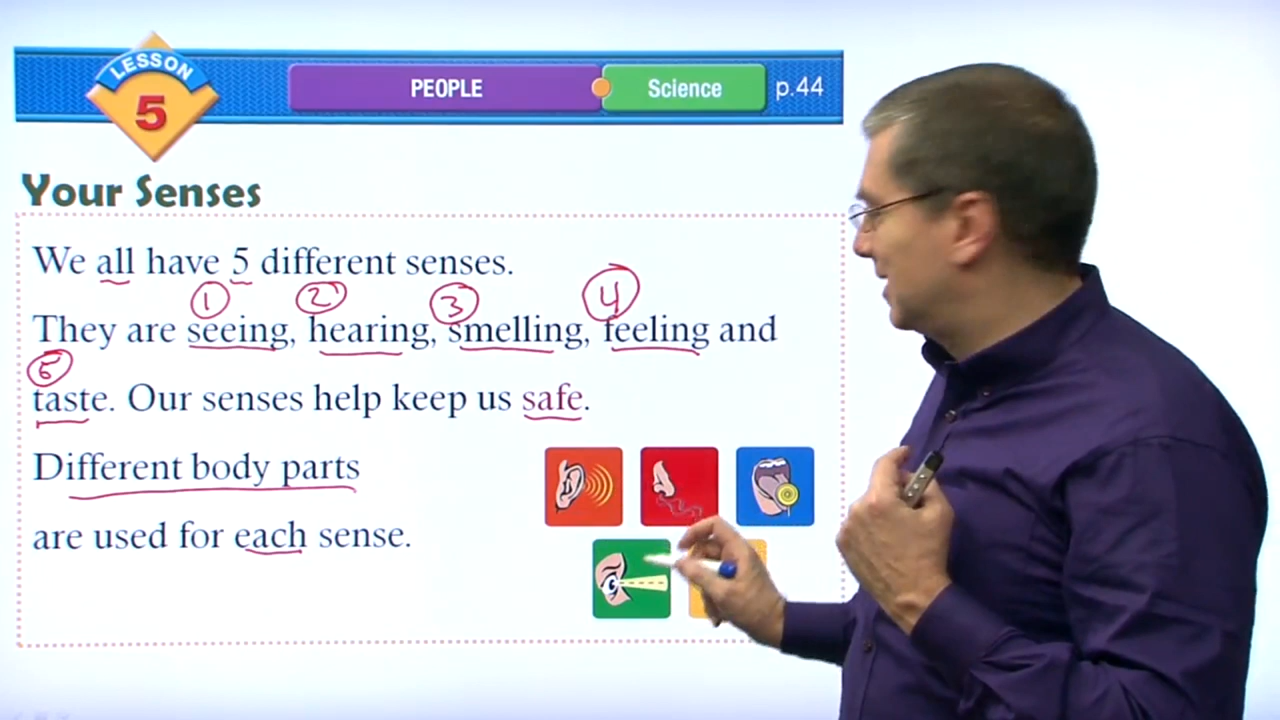 LESSON
5
PEOPLE
Science
p.44
Your Senses
We all have 5 different senses.
1 2 3 4
They are seeing, hearing, smelling, feeling and
5
taste. Our senses help keep us safe.
Different body parts
are used for each sense.